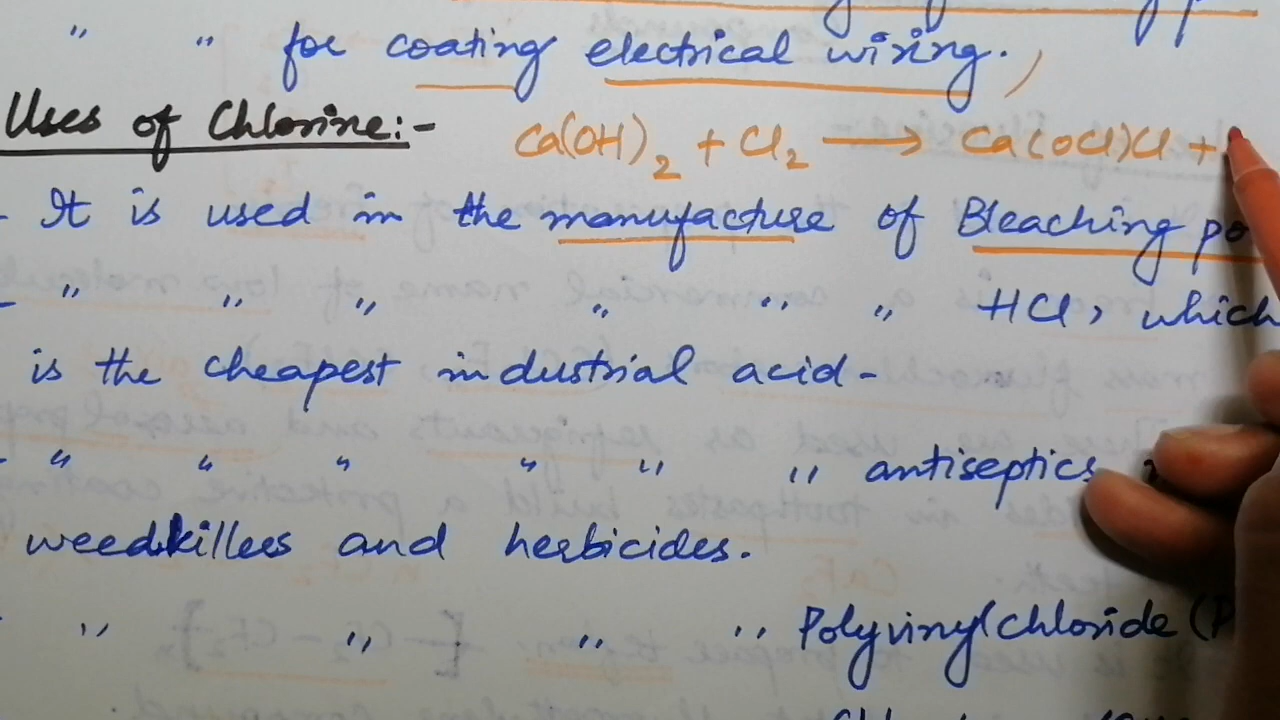 " " for coating electrical wiring.
Uses of Chlorine:- Ca(OH)2 + Cl2 ⟶ Ca(OCl)Cl +
- It is used in the manufacture of Bleaching po
- " " " " " " HCl, which
is the cheapest industrial acid-
- " " " " " " antiseptics
weedkillers and herbicides.
- " " " " Polyvinylchloride (P